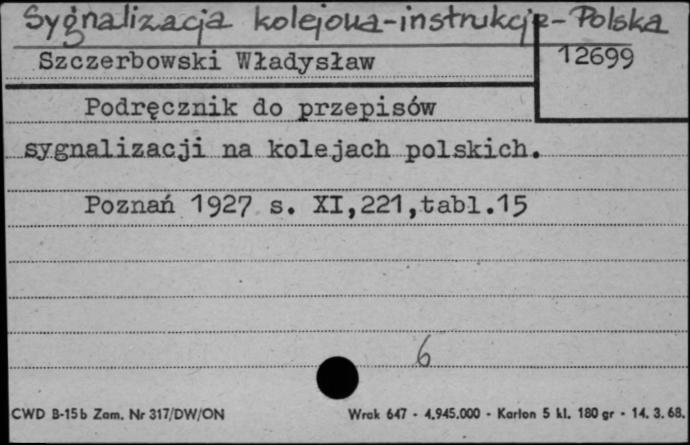 Sygnalizacja kolejowa-instrukcje-Polska
Szczerbowski Władysław 12699
Podręcznik do przepisów
sygnalizacji na kolejach polskich.
Poznań 1927 s. XI,221,tabl.15
6
CWD B-15b Zam. Nr 317/DW/ON Wrak 647 - 4.945.000 - Karton 5 kl. 180 gr - 14. 3. 68.